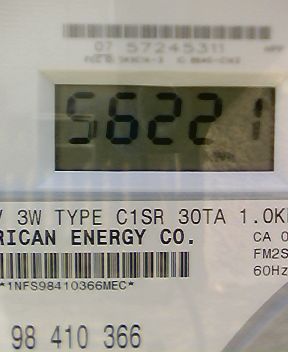 07 57245311
56221
V 3W TYPE C1SR 30TA 1.0K
RICAN ENERGY CO.
CA 0
FM2S
60Hz
*1NFS98410366MEC*
98 410 366